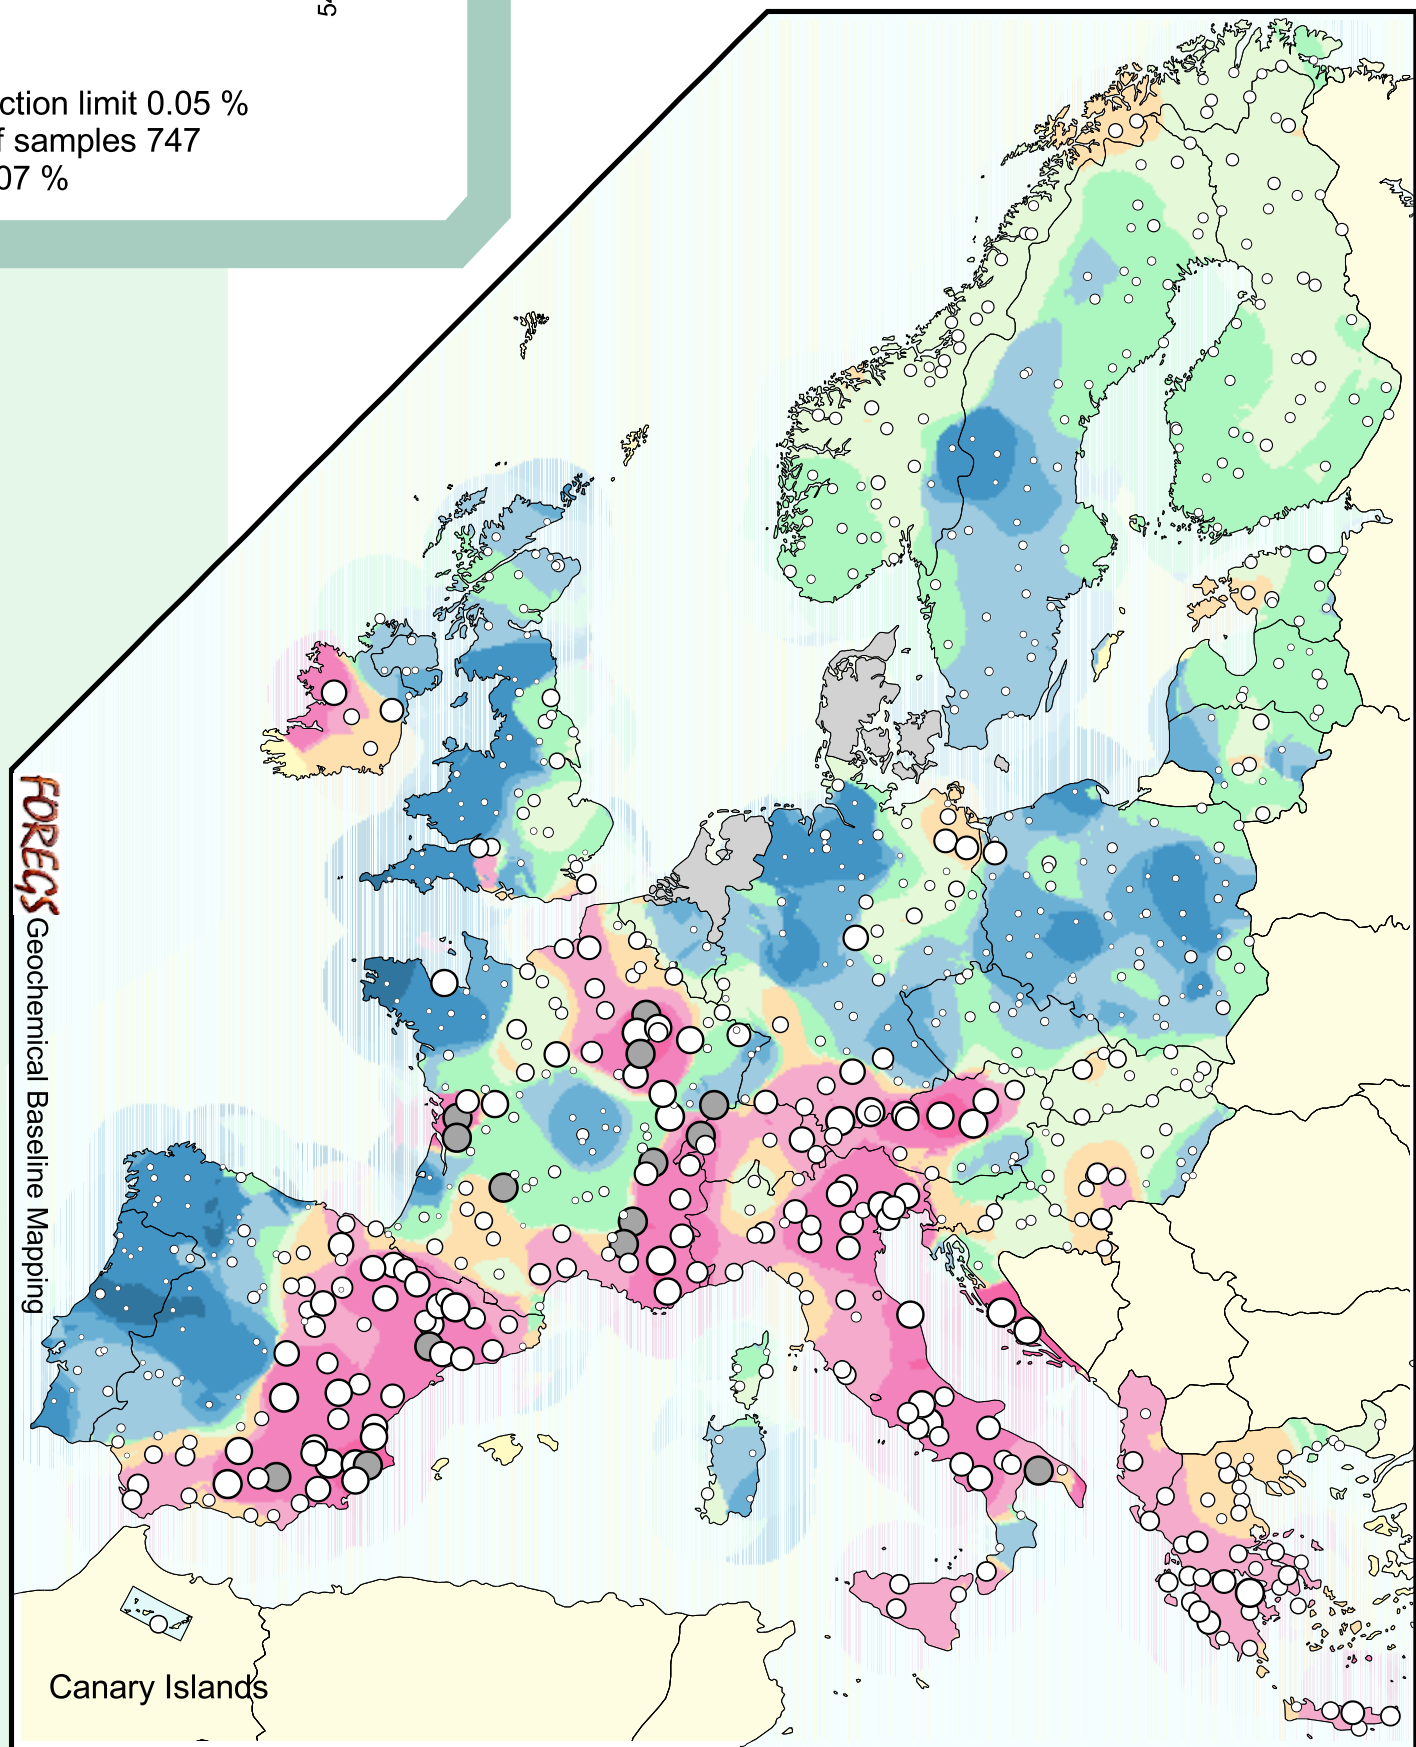 ction limit 0.05 %
samples 747
07 %
FOREGS Geochemical Baseline Mapping
Canary Islands